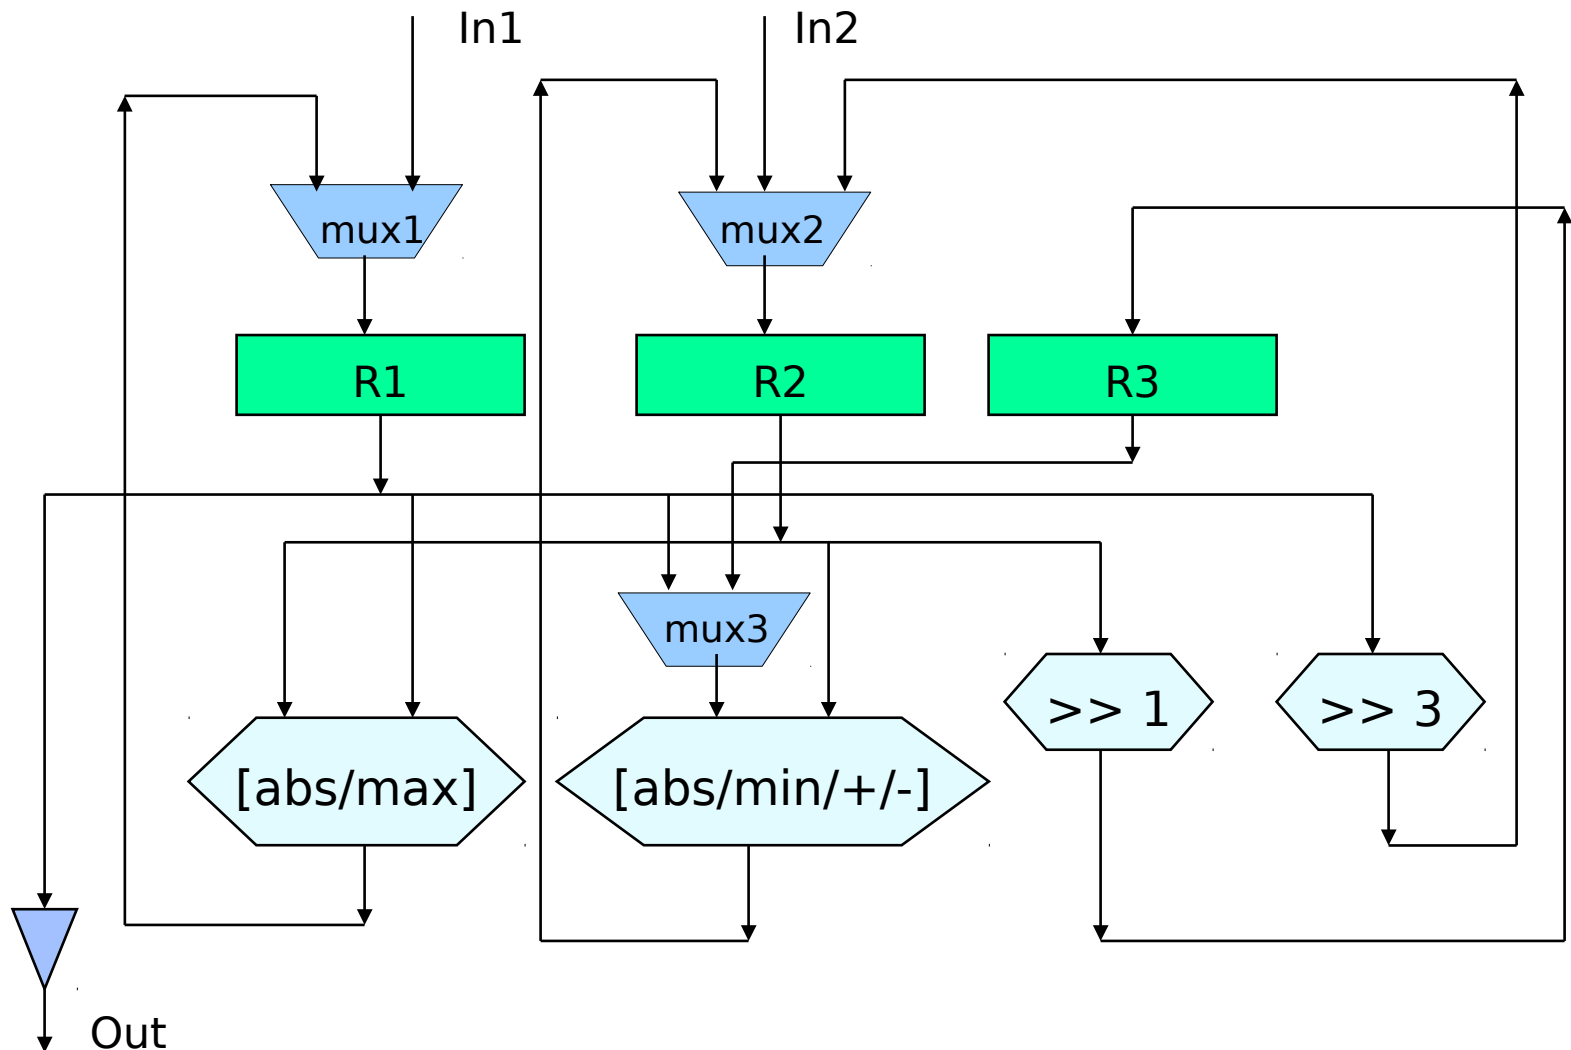 In1
In2
mux1
mux2
R1
R2
R3
mux3
>> 1
>> 3
[abs/max]
[abs/min/+/-]
Out